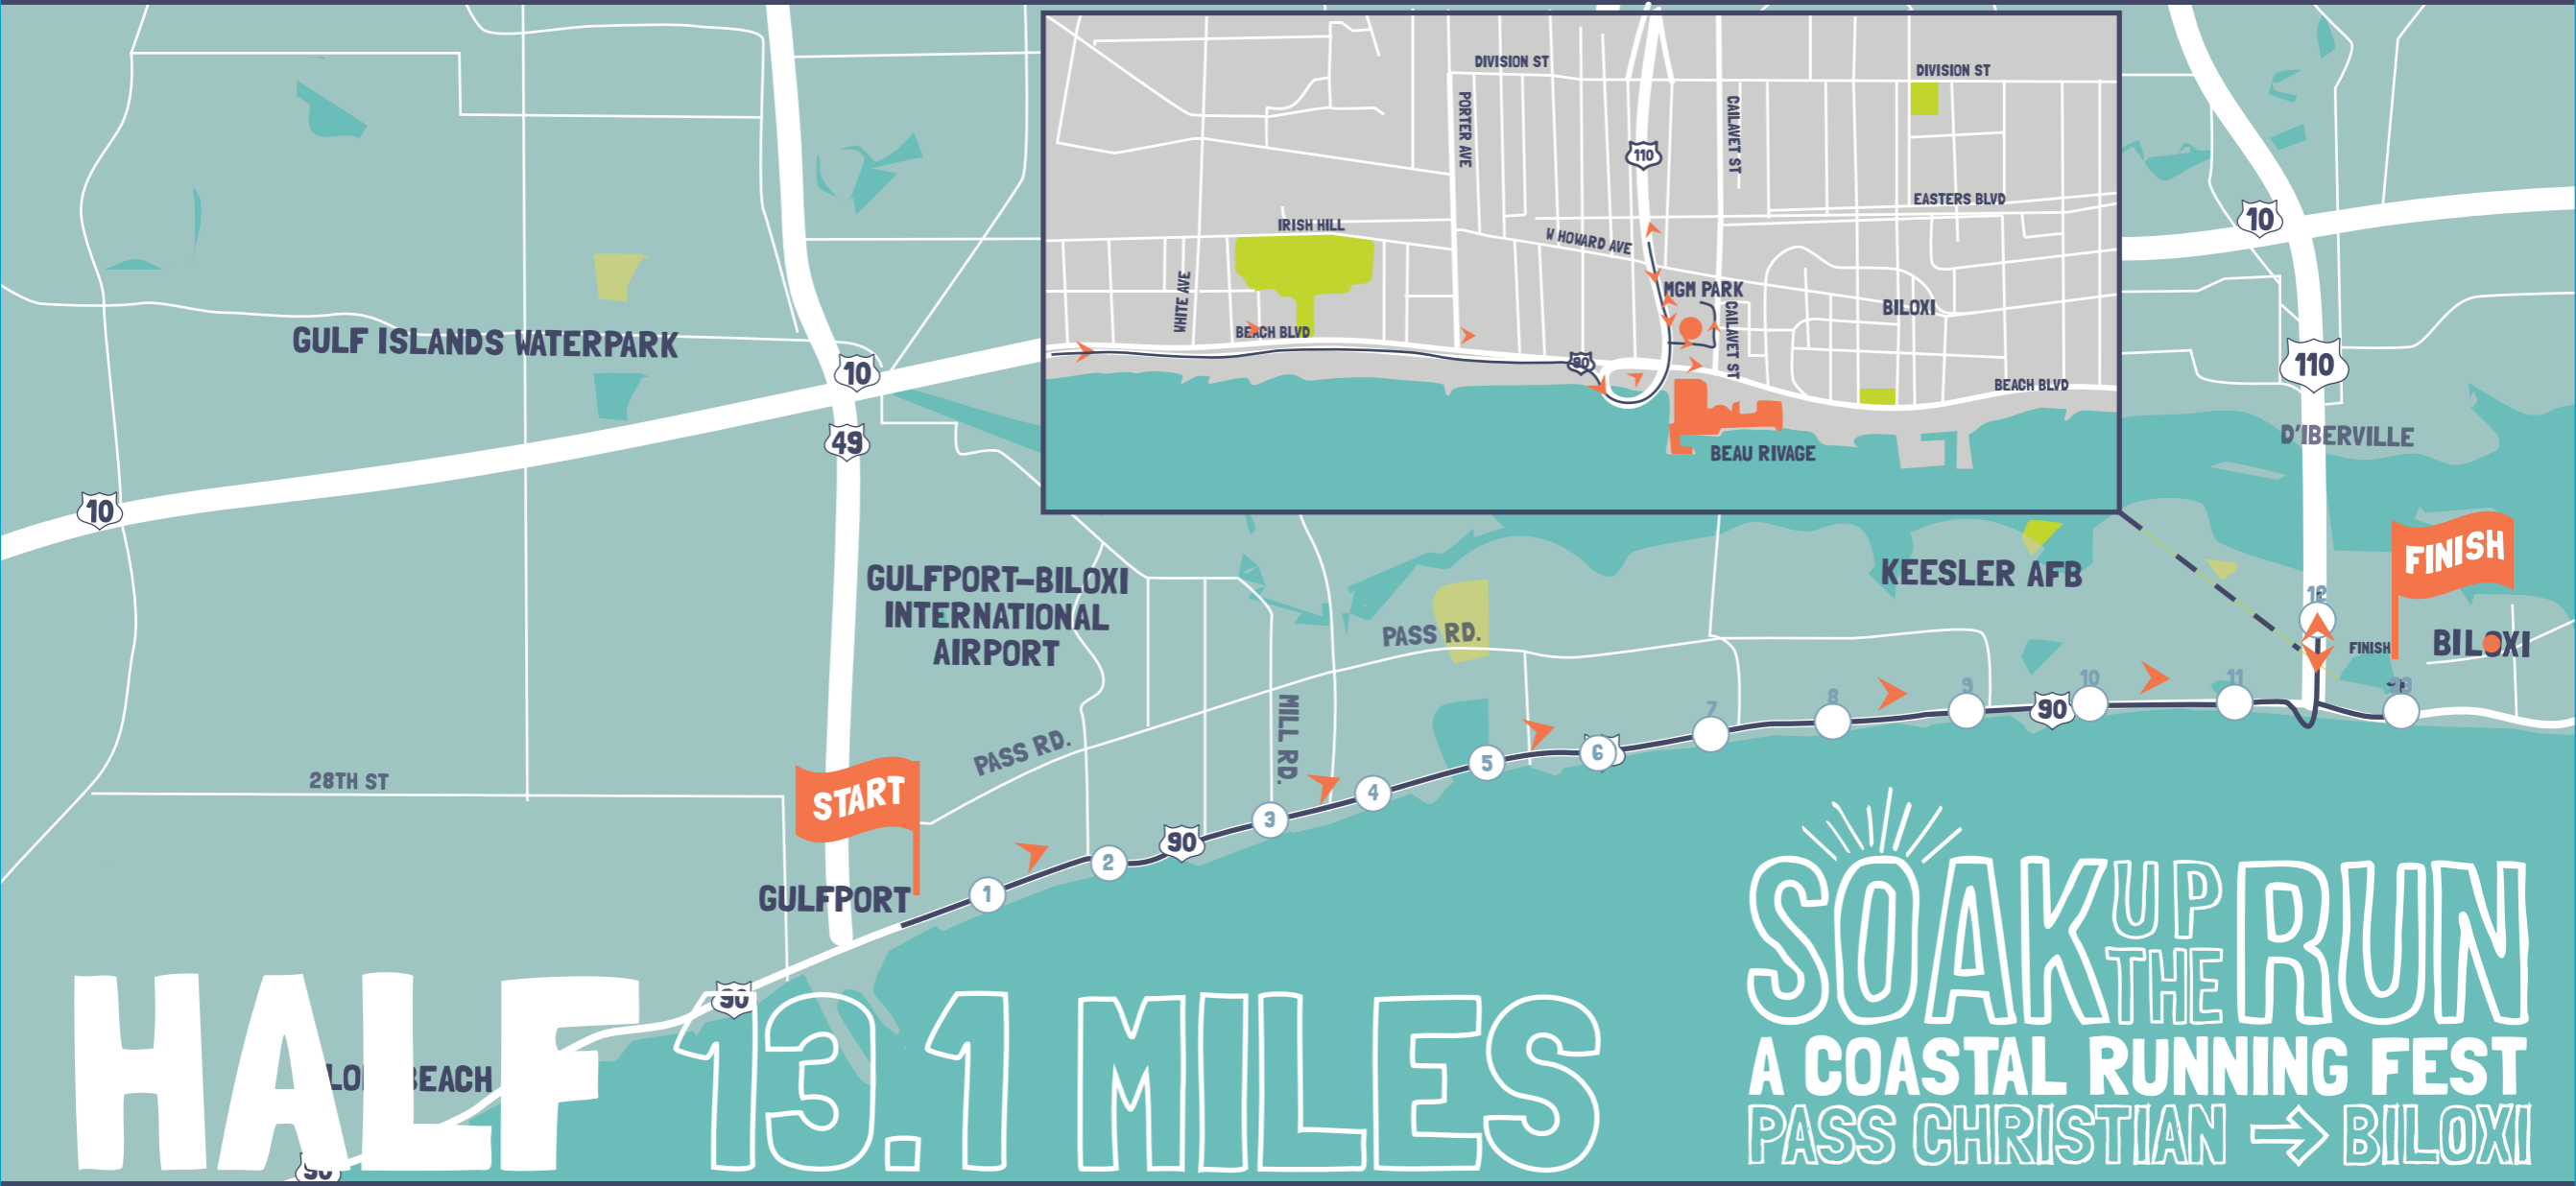 DIVISION ST
DIVISION ST
PORTER AVE
CAILAVET ST
110
EASTERS BLVD
IRISH HILL
W HOWARD AVE
WHITE AVE
MGM PARK
BILOXI
BEACH BLVD
CAILAVET ST
90
BEACH BLVD
BEAU RIVAGE
10
GULF ISLANDS WATERPARK
10
110
49
D'IBERVILLE
10
FINISH
GULFPORT-BILOXI
INTERNATIONAL
AIRPORT
KEESLER AFB
12
PASS RD.
FINISH
BILOXI
MILL RD.
PASS RD.
28TH ST
START
GULFPORT
1
2
90
3
4
5
6
7
8
9
90
10
11
90
BEACH
90
HALF 13.1 MILES
SOAK UP THE RUN
A COASTAL RUNNING FEST
PASS CHRISTIAN → BILOXI